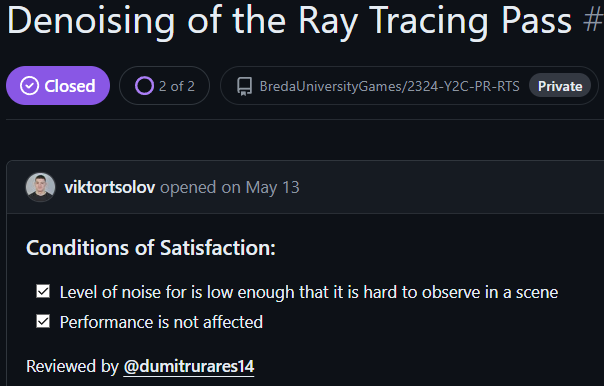 Denoising of the Ray Tracing Pass #
Closed
2 of 2
BredaUniversityGames/2324-Y2C-PR-RTS
Private
viktortsolov opened on May 13
Conditions of Satisfaction:
Level of noise for is low enough that it is hard to observe in a scene
Performance is not affected
Reviewed by @dumitrurares14